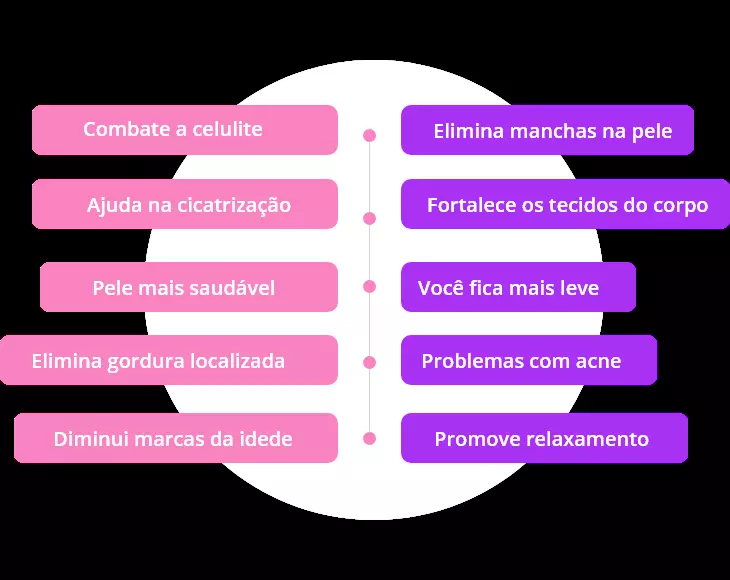 Combate a celulite
Elimina manchas na pele
Ajuda na cicatrização
Fortalece os tecidos do corpo
Pele mais saudável
Você fica mais leve
Elimina gordura localizada
Problemas com acne
Diminui marcas da idede
Promove relaxamento